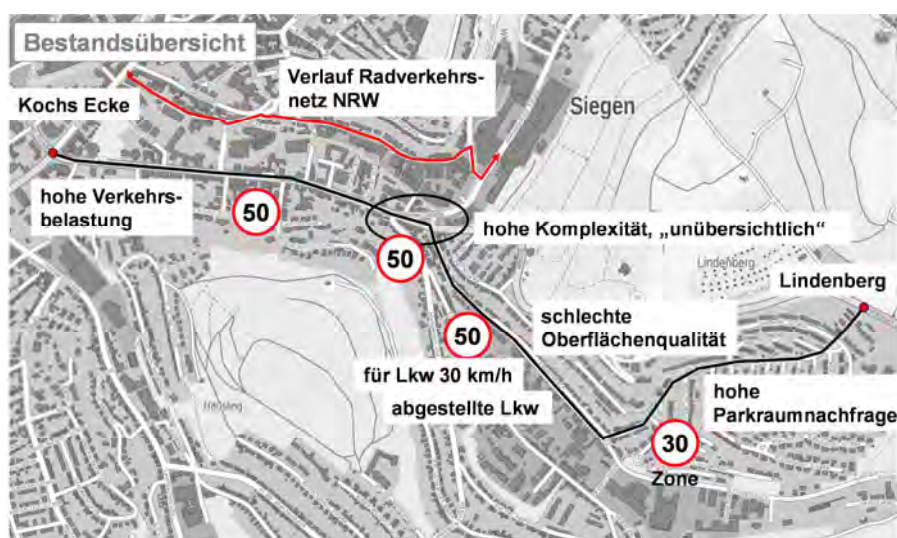 Bestandsübersicht
Verlauf Radverkehrs-
netz NRW
Kochs Ecke
Siegen
hohe Verkehrs-
belastung
50
hohe Komplexität, „unübersichtlich“
50
Lindenberg
Lindenberg
50
schlechte
Oberflächenqualität
für Lkw 30 km/h
abgestellte Lkw
hohe
Parkraumnachfrage
30
Zone